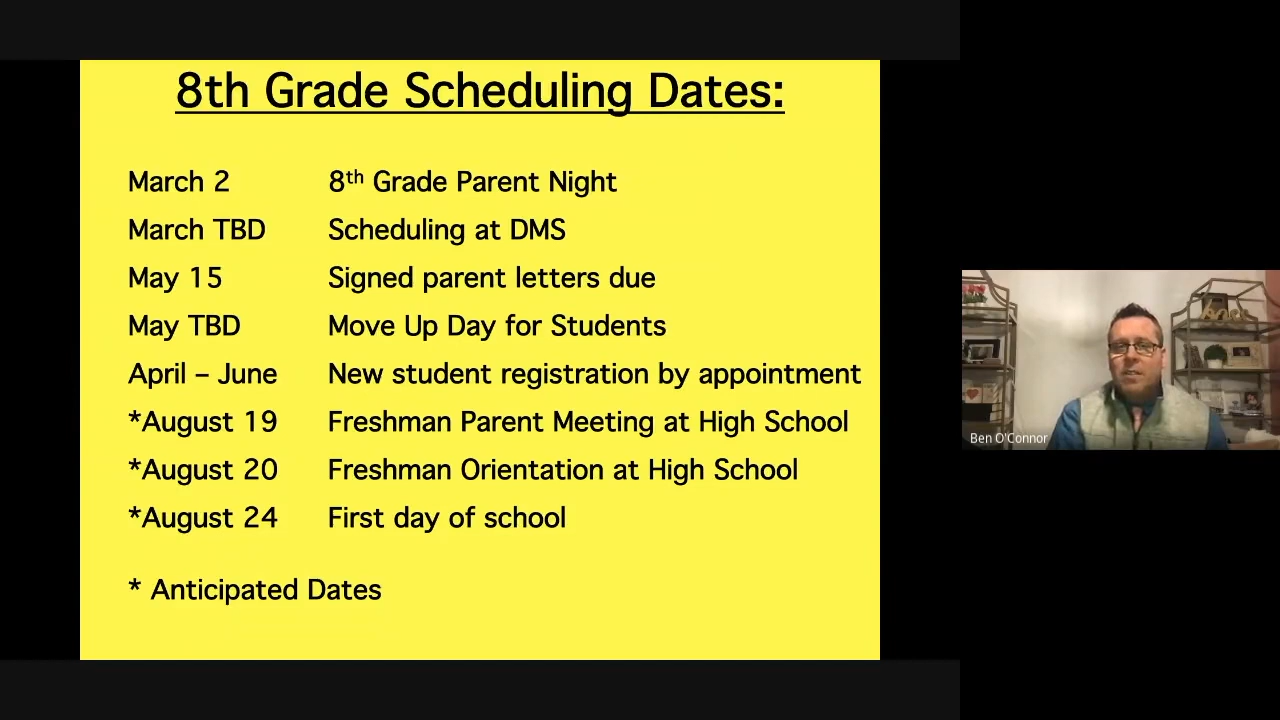 8th Grade Scheduling Dates:
March 2 8th Grade Parent Night
March TBD Scheduling at DMS
May 15 Signed parent letters due
May TBD Move Up Day for Students
April – June New student registration by appointment
*August 19 Freshman Parent Meeting at High School
*August 20 Freshman Orientation at High School
*August 24 First day of school
* Anticipated Dates
Ben O'Connor